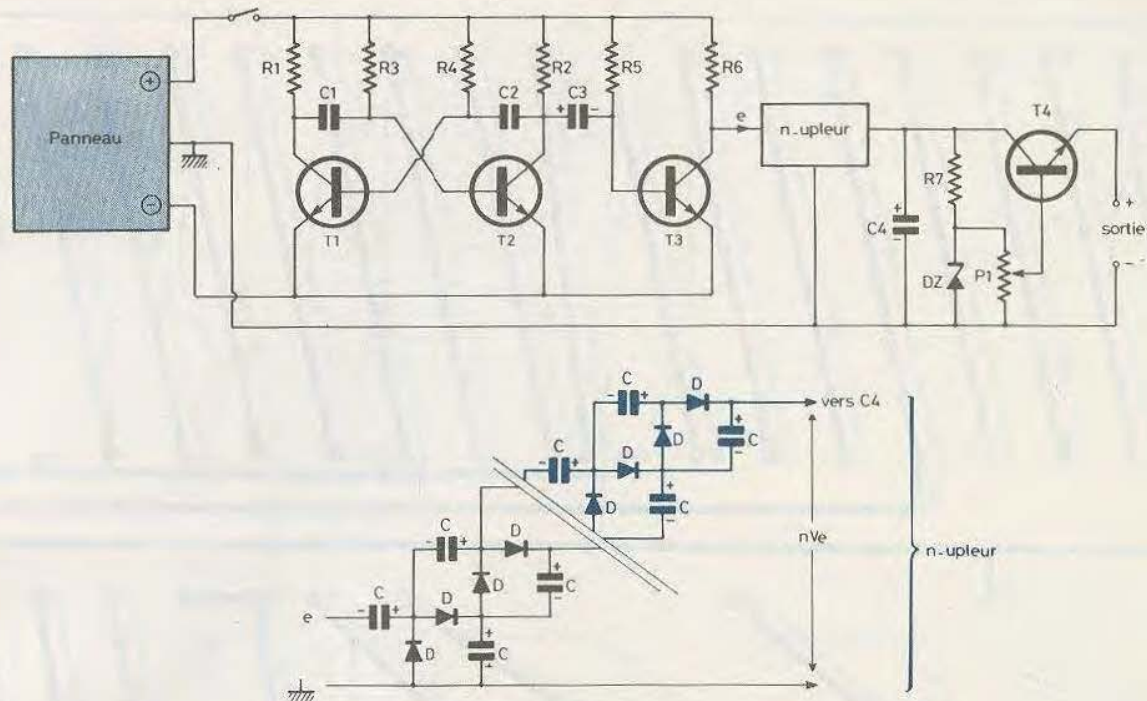 R1
R3
R4
R2
R5
R6
C1
C2
C3
+
-
+
Panneau
-
T1
T2
T3
e
n-upleur
T4
R7
C4
+
-
DZ
P1
+
sortie
-
C
- +
D
vers C4
D
+
C
-
C
- +
D
D
+
C
-
nVe
n-upleur
C
- +
D
+
C
-
D
e
C
- +
D
D
+
C